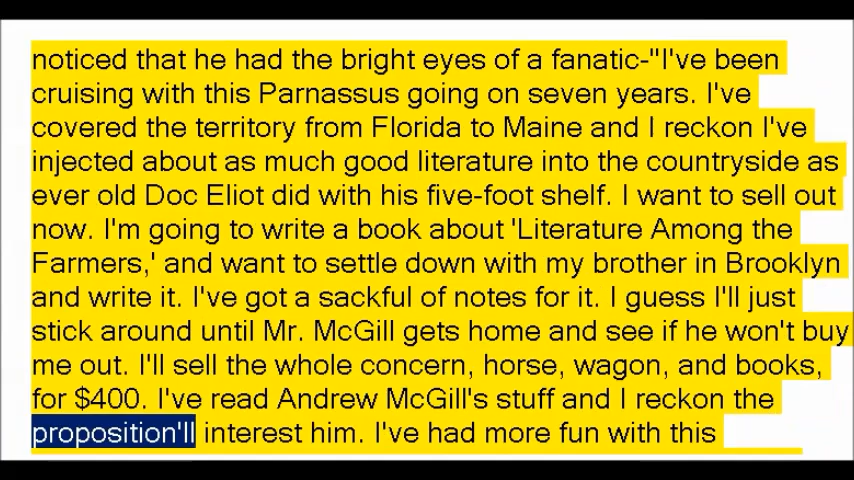 noticed that he had the bright eyes of a fanatic-"I've been
cruising with this Parnassus going on seven years. I've
covered the territory from Florida to Maine and I reckon I've
injected about as much good literature into the countryside as
ever old Doc Eliot did with his five-foot shelf. I want to sell out
now. I'm going to write a book about 'Literature Among the
Farmers,' and want to settle down with my brother in Brooklyn
and write it. I've got a sackful of notes for it. I guess I'll just
stick around until Mr. McGill gets home and see if he won't buy
me out. I'll sell the whole concern, horse, wagon, and books,
for $400. I've read Andrew McGill's stuff and I reckon the
proposition'll interest him. I've had more fun with this